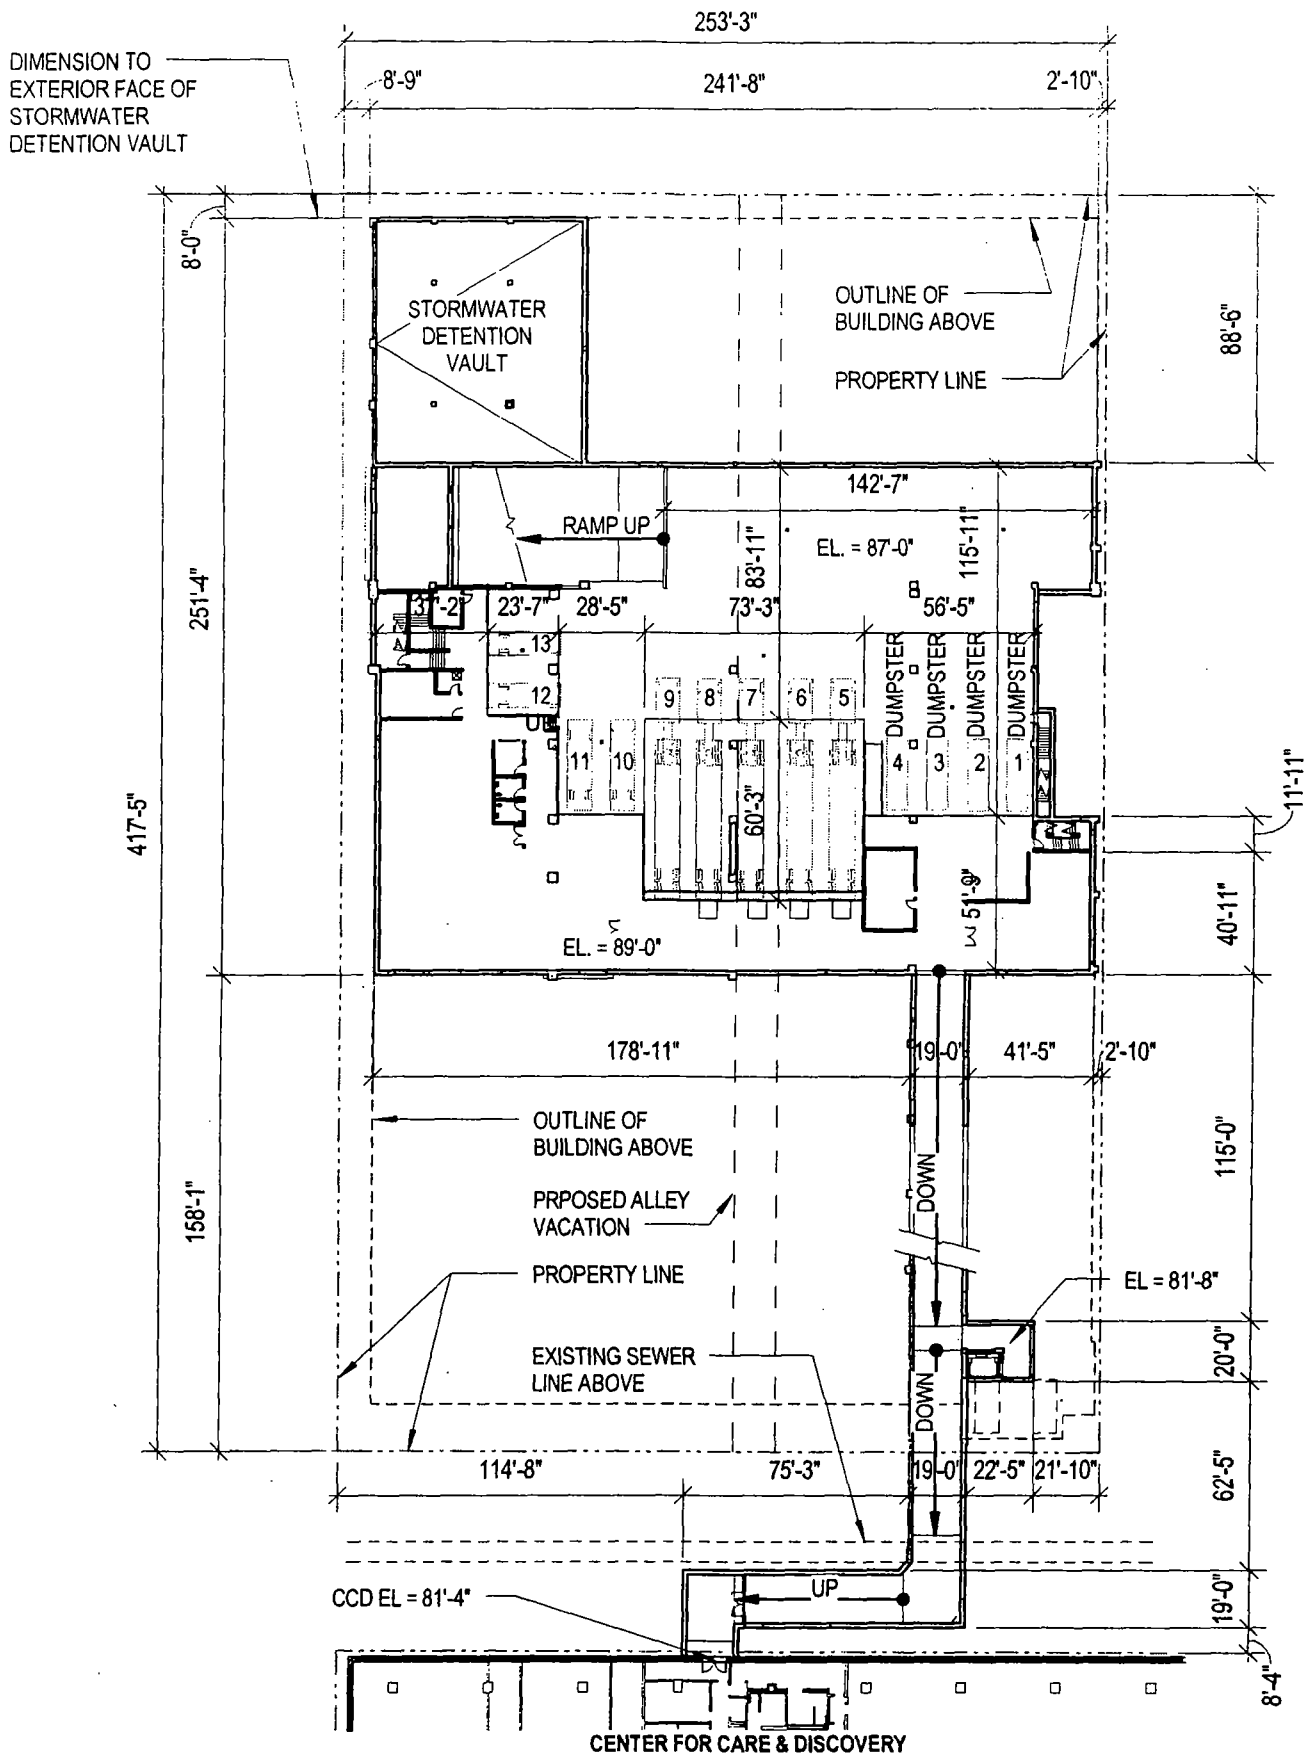 253'-3"
DIMENSION TO
EXTERIOR FACE OF
STORMWATER
DETENTION VAULT
8'-9"
241'-8"
2'-10"
8'-0"
STORMWATER
DETENTION
VAULT
OUTLINE OF
BUILDING ABOVE
PROPERTY LINE
88'-6"
142'-7"
RAMP UP
EL. = 87'-0"
83'-11"
115'-11"
251'-4"
23'-7"
28'-5"
73'-3"
56'-5"
13
12
DUMPSTER
DUMPSTER
DUMPSTER
DUMPSTER
9
8
7
6
5
11
10
4
3
2
1
417'-5"
60'-3"
11'-11"
51'-9"
40'-11"
EL. = 89'-0"
178'-11"
19'-0'
41'-5"
2'-10"
OUTLINE OF
BUILDING ABOVE
115'-0"
DOWN
158'-1"
PRPOSED ALLEY
VACATION
PROPERTY LINE
EL = 81'-8"
EXISTING SEWER
LINE ABOVE
20'-0"
DOWN
114'-8"
75'-3"
19'-0'
22'-5"
21'-10"
62'-5"
CCD EL = 81'-4"
UP
19'-0"
8'-4"
CENTER FOR CARE & DISCOVERY